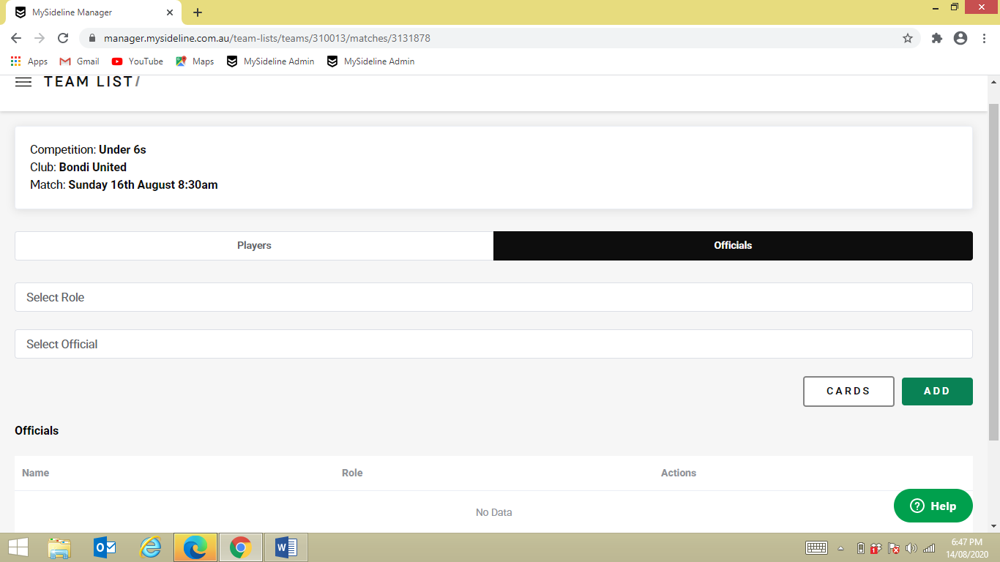 MySideline Manager
manager.mysideline.com.au/team-lists/teams/310013/matches/3131878
Apps Gmail YouTube Maps MySideline Admin MySideline Admin
TEAM LIST/
Competition: Under 6s
Club: Bondi United
Match: Sunday 16th August 8:30am
Players Officials
Select Role
Select Official
CARDS ADD
Officials
Name Role Actions
No Data
? Help
6:47 PM
14/08/2020